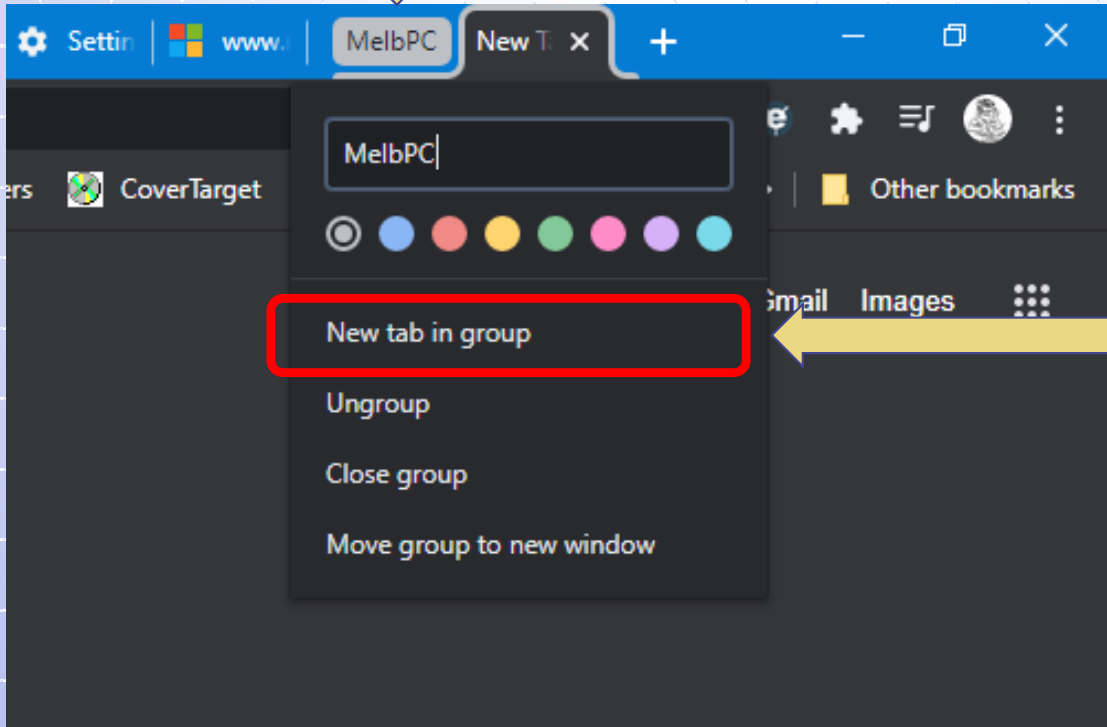 Settin www. MelbPC New Ta
MelbPC
ers CoverTarget Other bookmarks
Gmail Images
New tab in group
Ungroup
Close group
Move group to new window